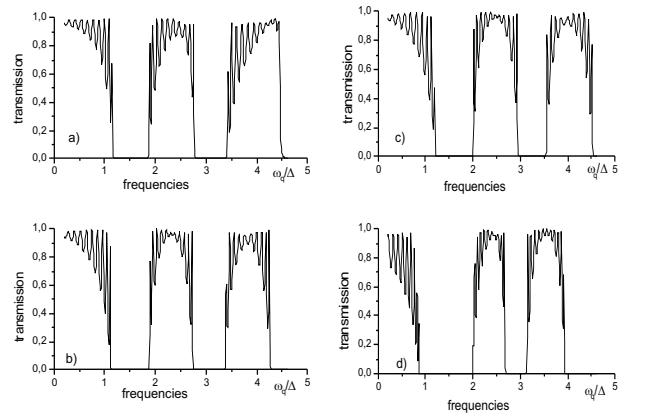 transmission
1,0
0,8
0,6
0,4
0,2
0,0
a)
0 1 2 3 4 5
frequencies
ω_q/Δ
transmission
1,0
0,8
0,6
0,4
0,2
0,0
c)
0 1 2 3 4 5
frequencies
ω_q/Δ
transmission
1,0
0,8
0,6
0,4
0,2
0,0
b)
0 1 2 3 4 5
frequencies
ω_q/Δ
transmission
1,0
0,8
0,6
0,4
0,2
0,0
d)
0 1 2 3 4 5
frequencies
ω_q/Δ